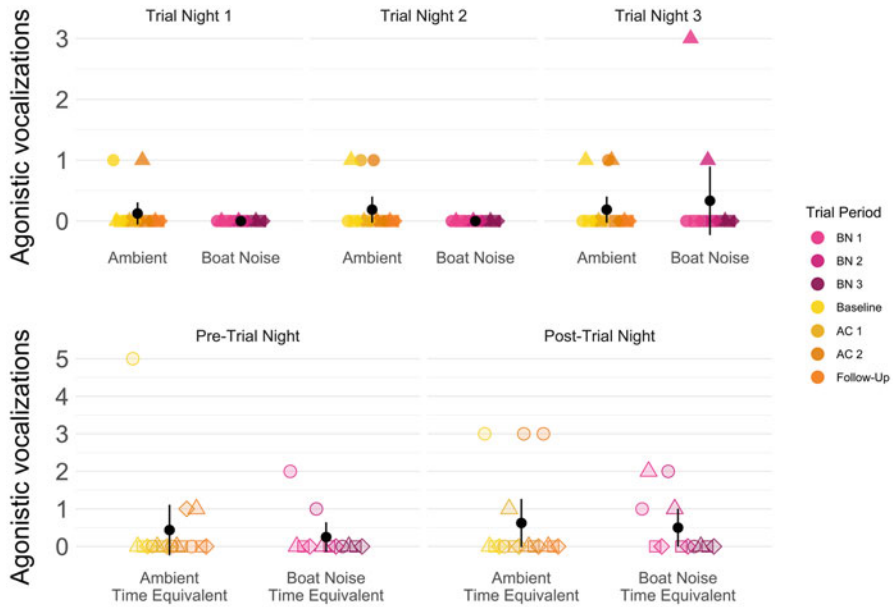 Trial Night 1
Trial Night 2
Trial Night 3
Agonistic vocalizations
3
2
1
0
Ambient
Boat Noise
Ambient
Boat Noise
Ambient
Boat Noise
Trial Period
BN 1
BN 2
BN 3
Baseline
AC 1
AC 2
Follow-Up
Pre-Trial Night
Post-Trial Night
Agonistic vocalizations
5
4
3
2
1
0
Ambient
Time Equivalent
Boat Noise
Time Equivalent
Ambient
Time Equivalent
Boat Noise
Time Equivalent